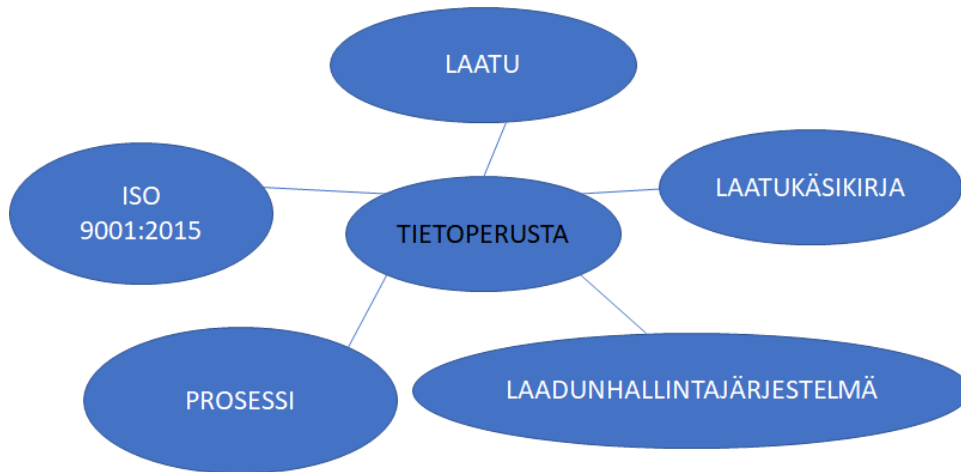 LAATU
ISO
9001:2015
LAATUKÄSIKIRJA
TIETOPERUSTA
PROSESSI
LAADUNHALLINTAJÄRJESTELMÄ